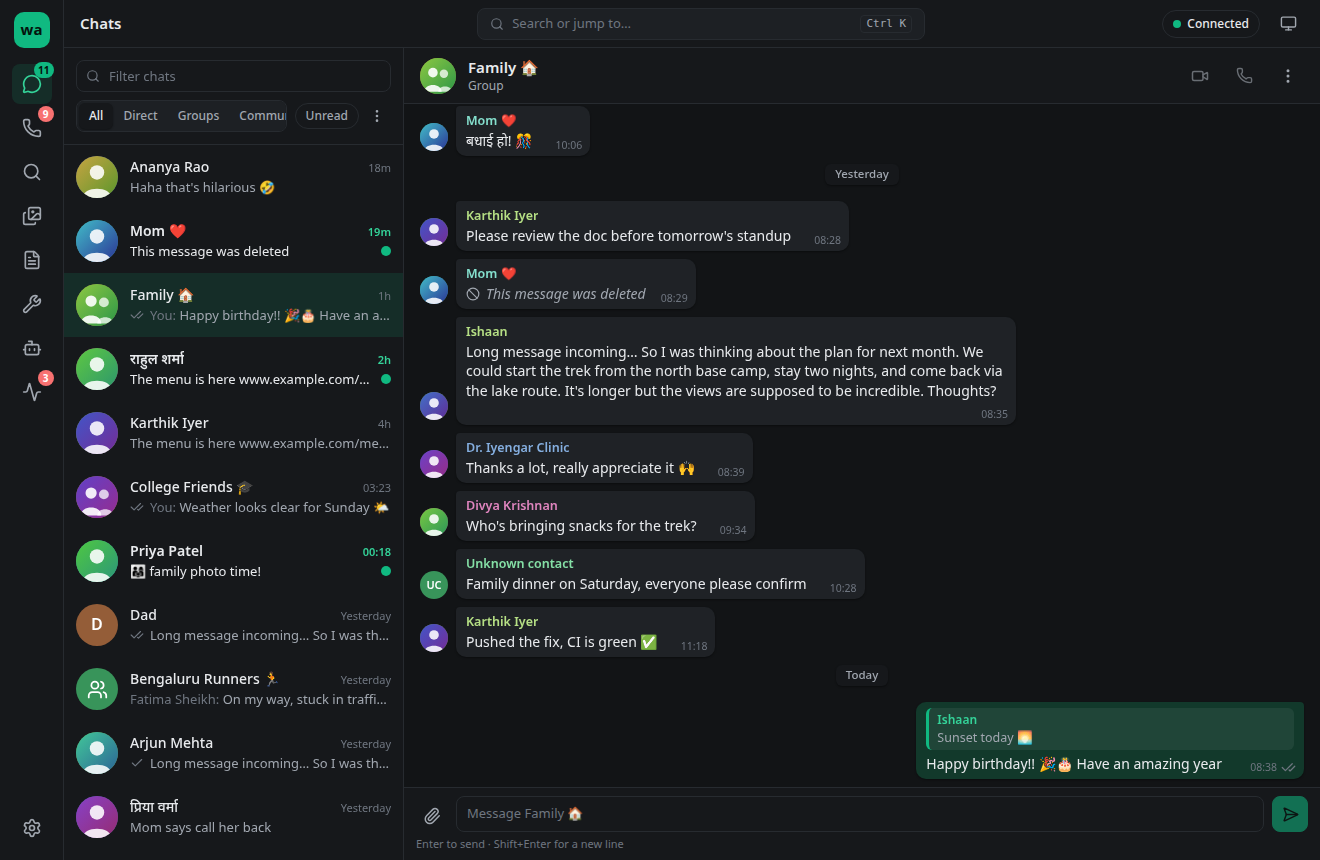 wa
Chats
Search or jump to...
Ctrl K
Connected
11
9
3
Filter chats
All
Direct
Groups
Commu
Unread
Ananya Rao
18m
Haha that's hilarious 🤣
Mom ❤️
19m
This message was deleted
Family 🏠
1h
You: Happy birthday!! 🎉🎂 Have an a...
राहुल शर्मा
2h
The menu is here www.example.com/...
Karthik Iyer
4h
The menu is here www.example.com/me...
College Friends 🎓
03:23
You: Weather looks clear for Sunday 🌤️
Priya Patel
00:18
👨‍👩‍👧 family photo time!
D
Dad
Yesterday
Long message incoming... So I was th...
Bengaluru Runners 🏃
Yesterday
Fatima Sheikh: On my way, stuck in traffi...
Arjun Mehta
Yesterday
Long message incoming... So I was th...
प्रिया वर्मा
Yesterday
Mom says call her back
Family 🏠
Group
Mom ❤️
बधाई हो! 🎊
10:06
Yesterday
Karthik Iyer
Please review the doc before tomorrow's standup
08:28
Mom ❤️
This message was deleted
08:29
Ishaan
Long message incoming... So I was thinking about the plan for next month. We
could start the trek from the north base camp, stay two nights, and come back via
the lake route. It's longer but the views are supposed to be incredible. Thoughts?
08:35
Dr. Iyengar Clinic
Thanks a lot, really appreciate it 🙌
08:39
Divya Krishnan
Who's bringing snacks for the trek?
09:34
UC
Unknown contact
Family dinner on Saturday, everyone please confirm
10:28
Karthik Iyer
Pushed the fix, CI is green ✅
11:18
Today
Ishaan
Sunset today 🌅
Happy birthday!! 🎉🎂 Have an amazing year
08:38
Message Family 🏠
Enter to send · Shift+Enter for a new line